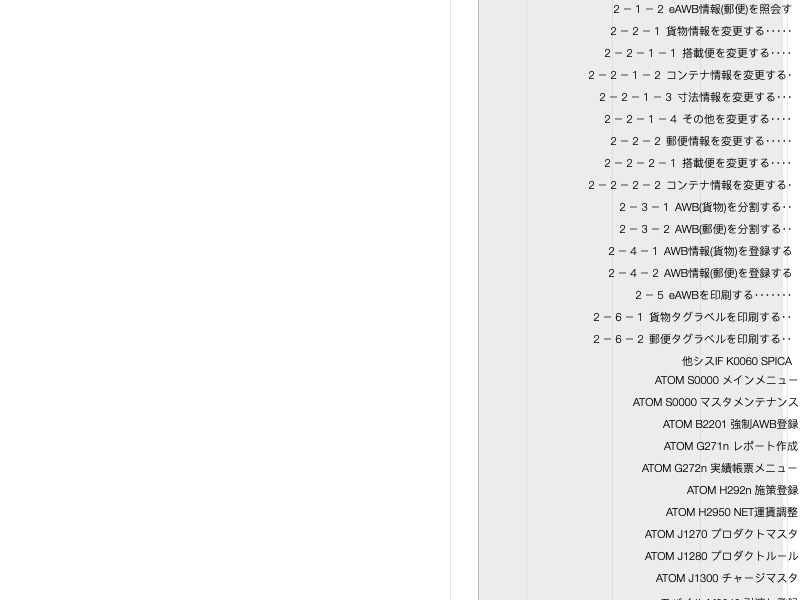 ２－１－２ eAWB情報(郵便)を照会す
２－２－１ 貨物情報を変更する‥‥･
２－２－１－１ 搭載便を変更する‥‥
２－２－１－２ コンテナ情報を変更する･
２－２－１－３ 寸法情報を変更する‥･
２－２－１－４ その他を変更する‥‥
２－２－２ 郵便情報を変更する‥‥･
２－２－２－１ 搭載便を変更する‥‥
２－２－２－２ コンテナ情報を変更する･
２－３－１ AWB(貨物)を分割する‥
２－３－２ AWB(郵便)を分割する‥
２－４－１ AWB情報(貨物)を登録する
２－４－２ AWB情報(郵便)を登録する
２－５ eAWBを印刷する‥‥‥･
２－６－１ 貨物タグラベルを印刷する‥
２－６－２ 郵便タグラベルを印刷する‥
他シスIF K0060 SPICA
ATOM S0000 メインメニュー
ATOM S0000 マスタメンテナンス
ATOM B2201 強制AWB登録
ATOM G271n レポート作成
ATOM G272n 実績帳票メニュー
ATOM H292n 施策登録
ATOM H2950 NET運賃調整
ATOM J1270 プロダクトマスタ
ATOM J1280 プロダクトルール
ATOM J1300 チャージマスタ